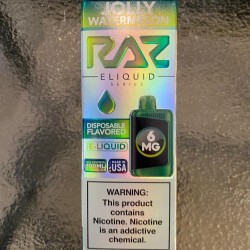 JOLLY
WATERMELON
RAZ
ELIQUID
SERIES
DISPOSABLE
FLAVORED
E-LIQUID
6
MG
100ML
MADE IN
USA
WARNING:
This product
contains
Nicotine. Nicotine
is an addictive
chemical.